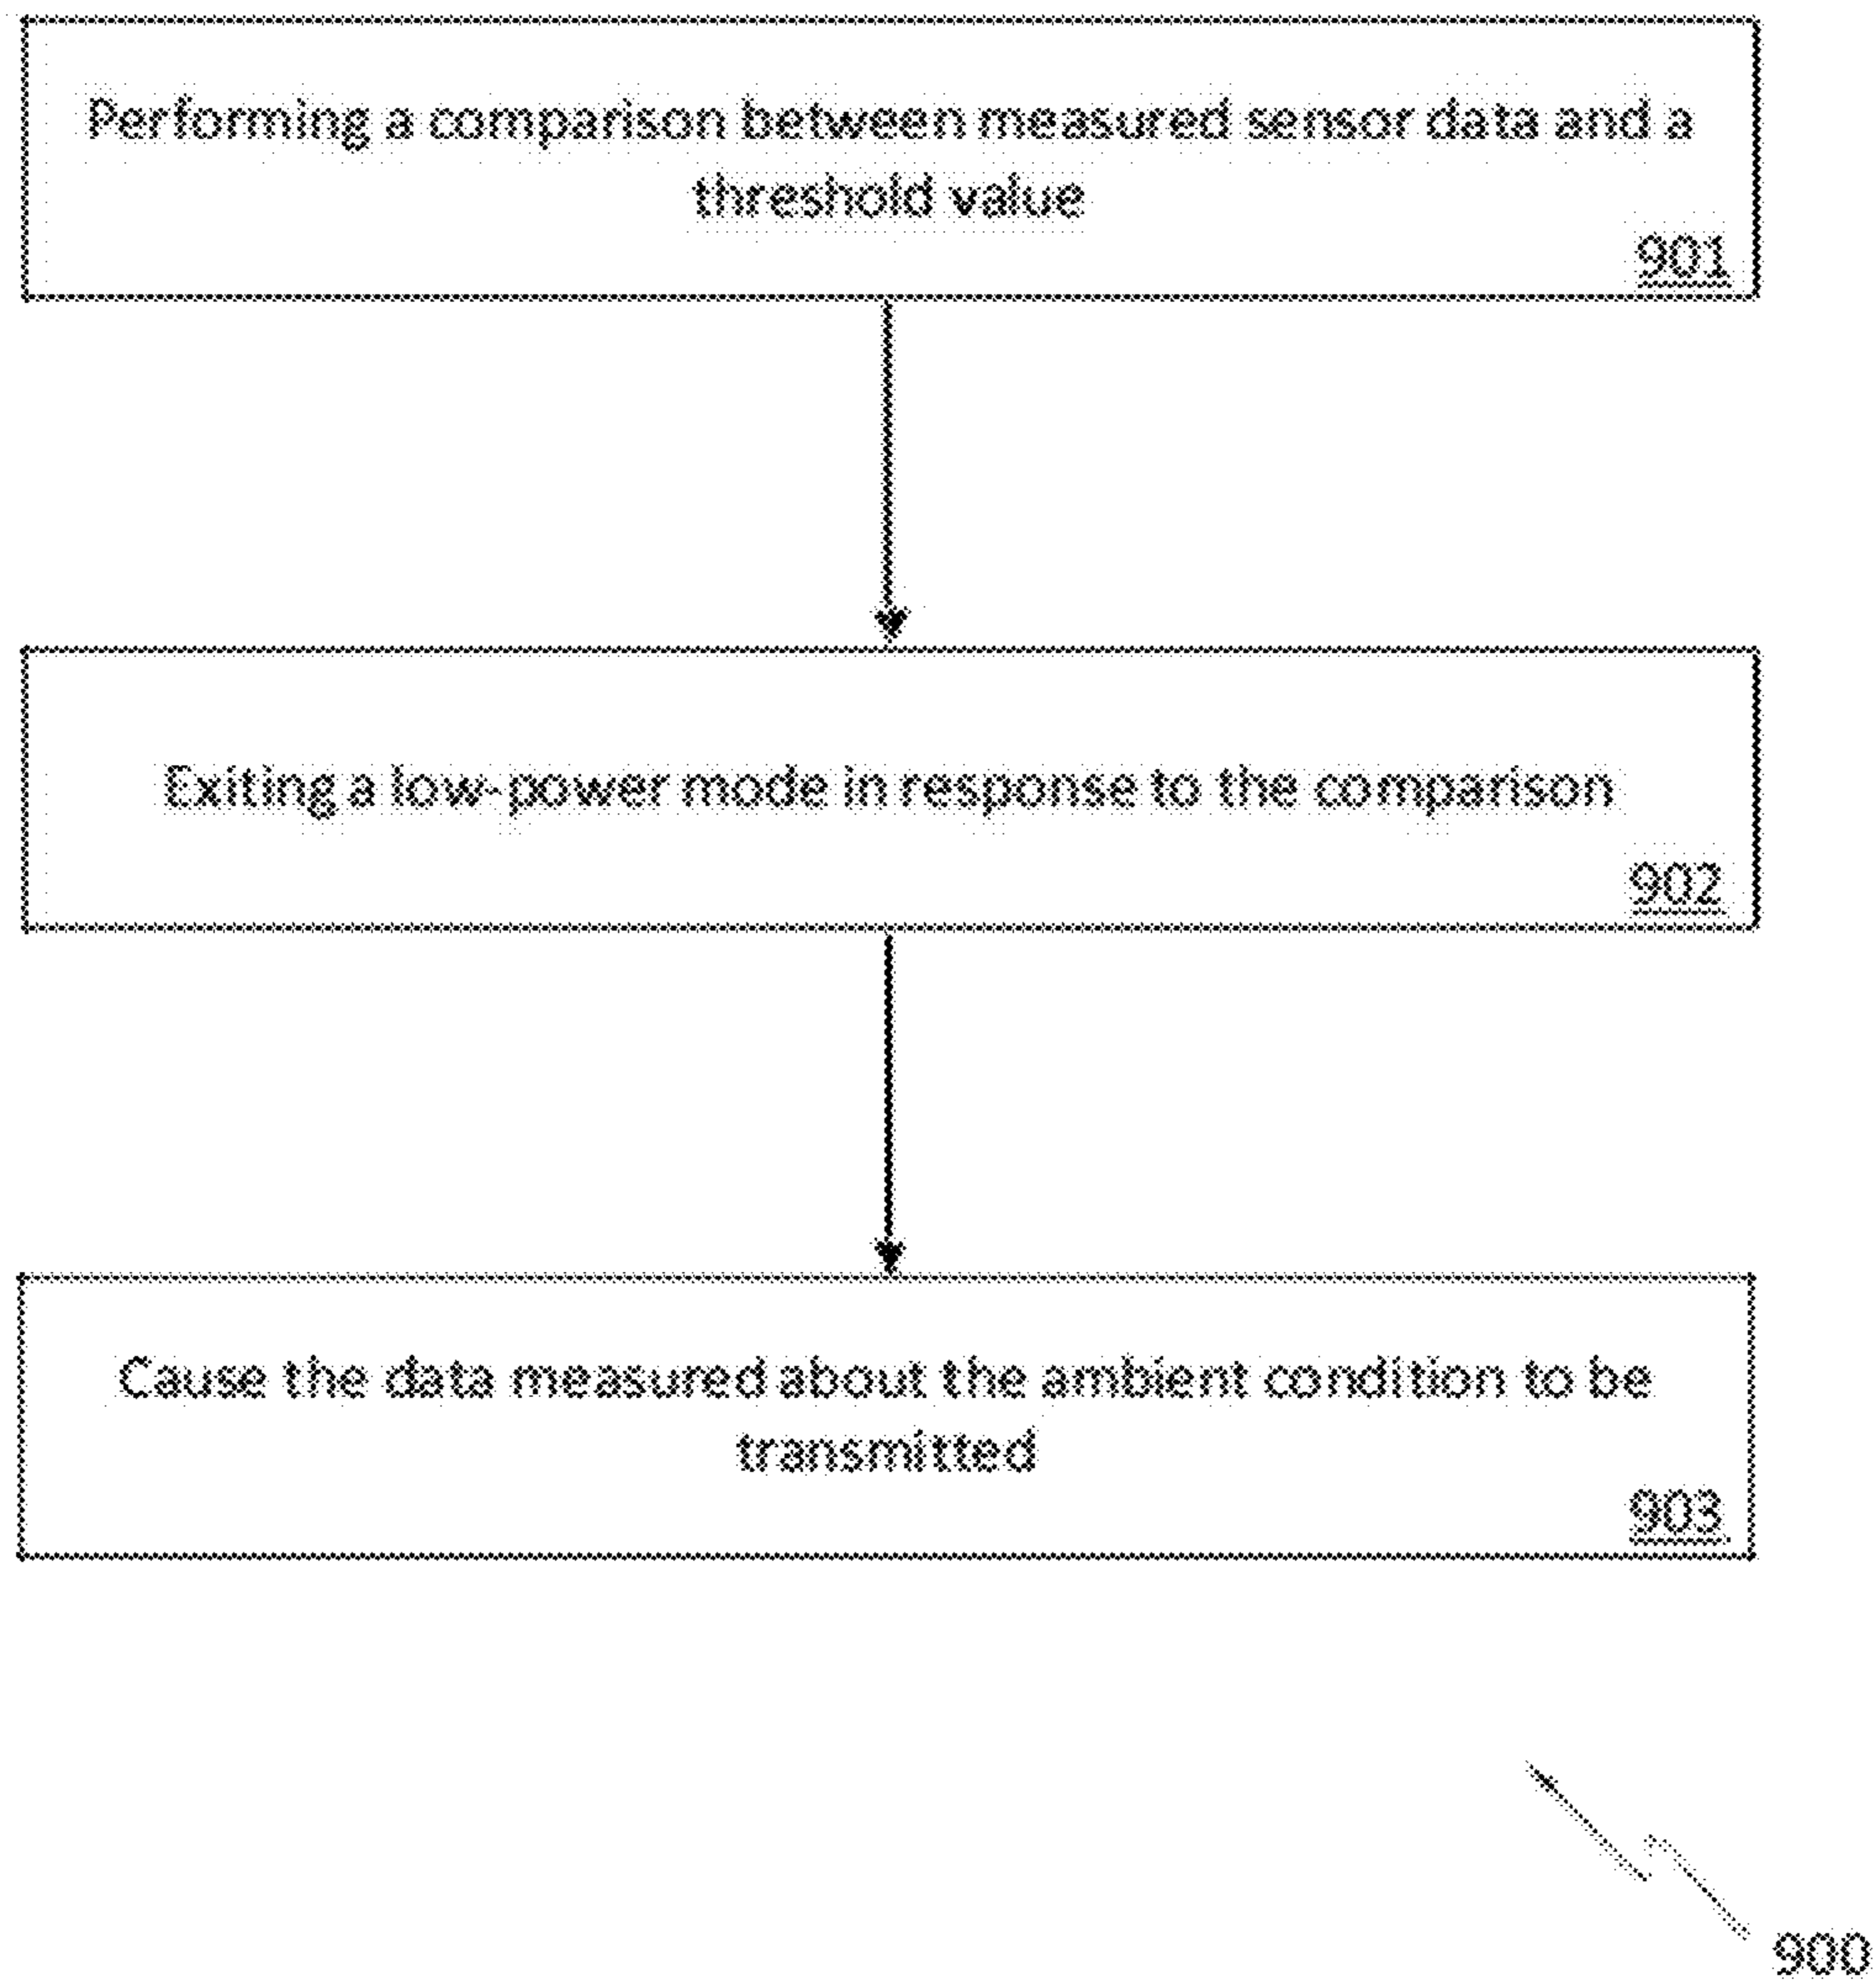 Performing a comparison between measured sensor data and a
threshold value
901
Exiting a low-power mode in response to the comparison
902
Cause the data measured about the ambient condition to be
transmitted
903
900